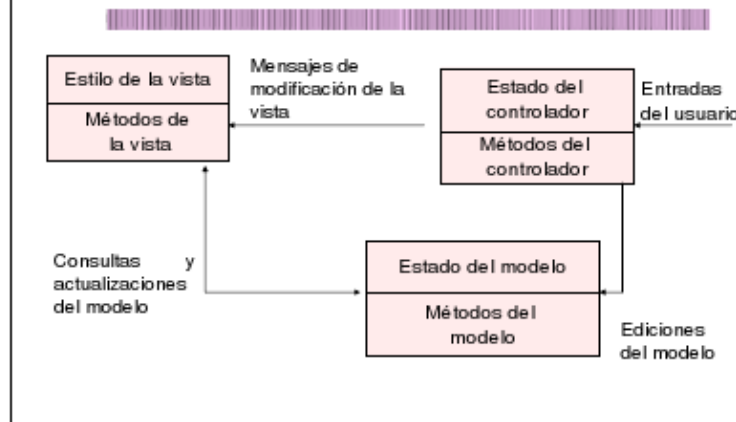 Estilo de la vista
Métodos de
la vista
Mensajes de
modificación de la
vista
Estado del
controlador
Métodos del
controlador
Entradas
del usuario
Consultas y
actualizaciones
del modelo
Estado del modelo
Métodos del
modelo
Ediciones
del modelo